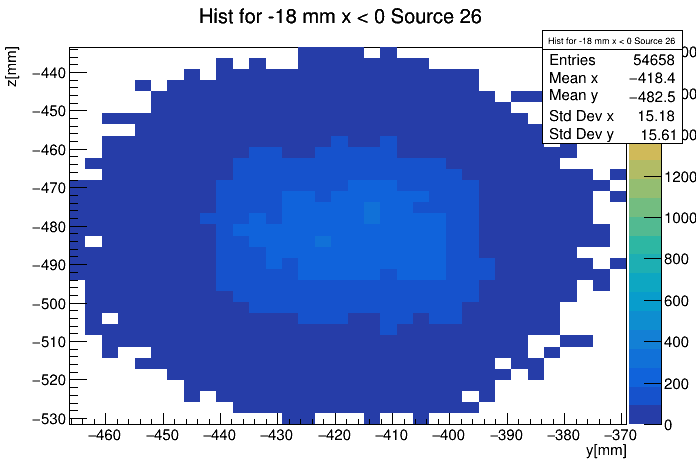 Hist for -18 mm x < 0 Source 26
Hist for -18 mm x < 0 Source 26
Entries 54658
Mean x −418.4
Mean y −482.5
Std Dev x 15.18
Std Dev y 15.61
z[mm]
−440
−450
−460
−470
−480
−490
−500
−510
−520
−530
−460 −450 −440 −430 −420 −410 −400 −390 −380 −370
y[mm]
1200
1000
800
600
400
200
0